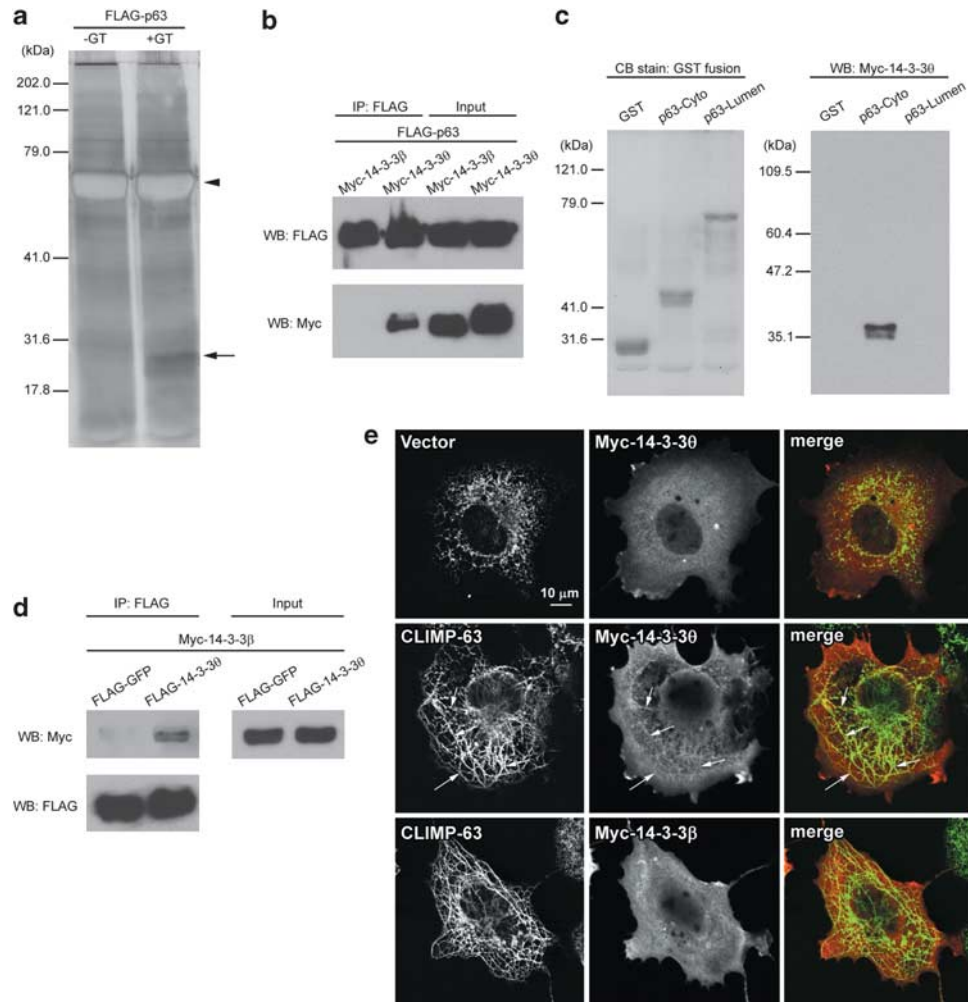 a
FLAG-p63
-GT +GT
(kDa)
202.0
121.0
79.0
41.0
31.6
17.8
b
IP: FLAG Input
FLAG-p63
Myc-14-3-3β Myc-14-3-3θ Myc-14-3-3β Myc-14-3-3θ
WB: FLAG
WB: Myc
c
CB stain: GST fusion
GST p63-Cyto p63-Lumen
(kDa)
121.0
79.0
41.0
31.6
WB: Myc-14-3-3θ
GST p63-Cyto p63-Lumen
(kDa)
109.5
60.4
47.2
35.1
d
IP: FLAG Input
Myc-14-3-3β
FLAG-GFP FLAG-14-3-3θ FLAG-GFP FLAG-14-3-3θ
WB: Myc
WB: FLAG
e
Vector Myc-14-3-3θ merge
10 μm
CLIMP-63 Myc-14-3-3θ merge
CLIMP-63 Myc-14-3-3β merge